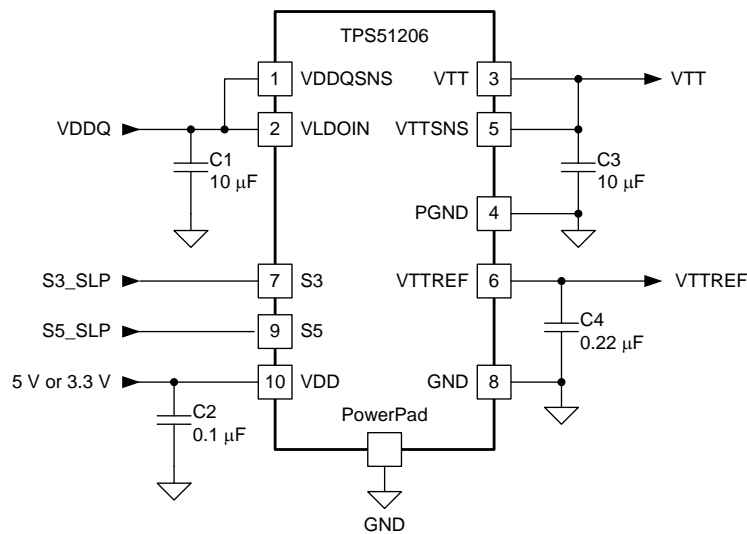 TPS51206
1 VDDQSNS VTT 3 VTT
VDDQ 2 VLDOIN VTTSNS 5
C1
10 μF
C3
10 μF
PGND 4
S3_SLP 7 S3 VTTREF 6 VTTREF
S5_SLP 9 S5
C4
0.22 μF
5 V or 3.3 V 10 VDD GND 8
C2
0.1 μF
PowerPad
GND